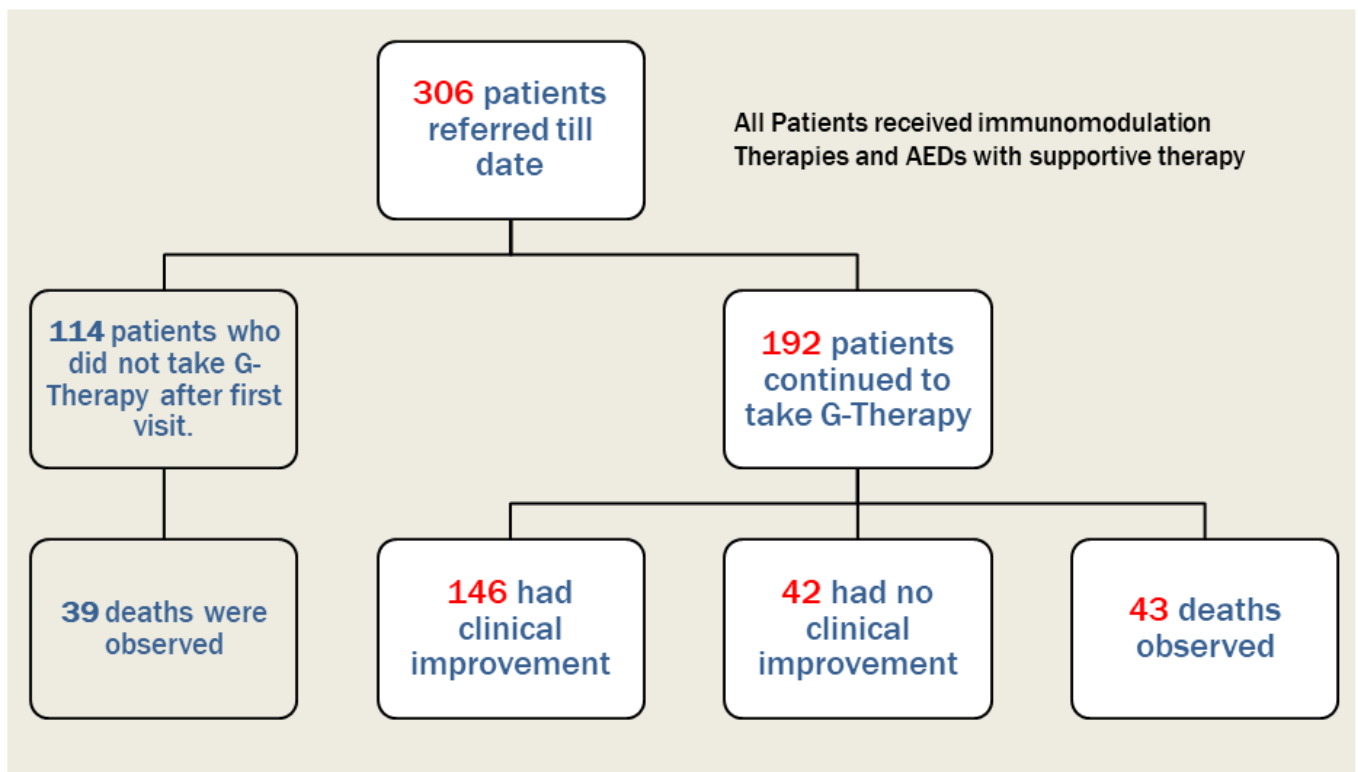 306 patients
referred till
date
All Patients received immunomodulation
Therapies and AEDs with supportive therapy
114 patients who
did not take G-
Therapy after first
visit.
192 patients
continued to
take G-Therapy
39 deaths were
observed
146 had
clinical
improvement
42 had no
clinical
improvement
43 deaths
observed